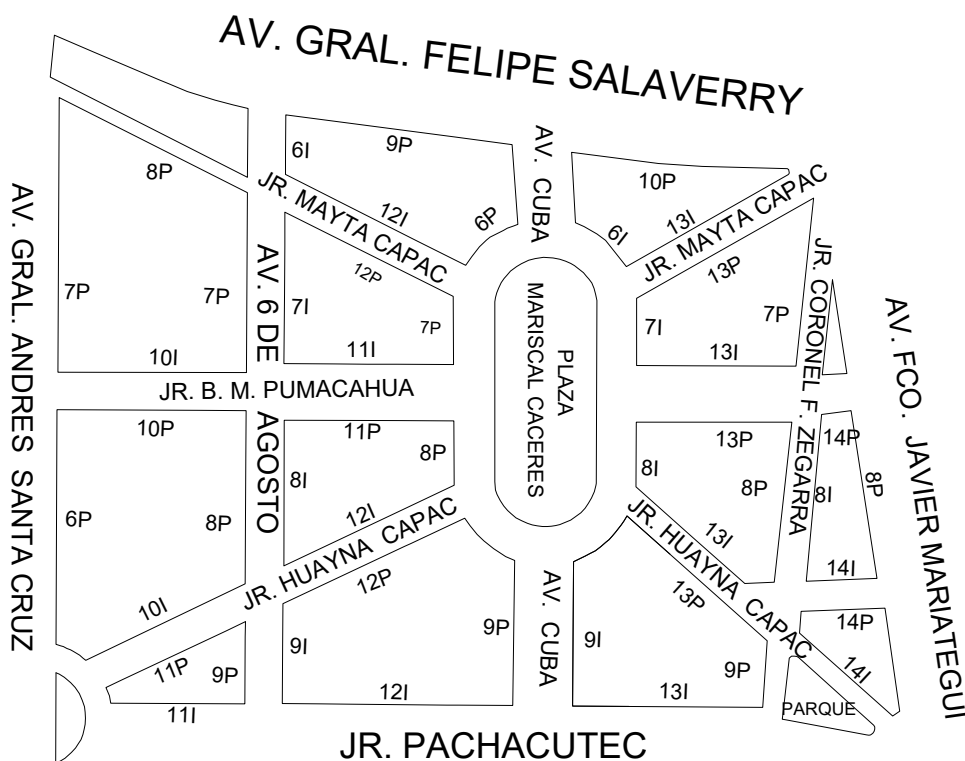 AV. GRAL. FELIPE SALAVERRY
AV. CUBA
6I
9P
12I
6P
10P
6I
13I
JR. MAYTA CAPAC
JR. MAYTA CAPAC
8P
7P
7P
10I
AV. GRAL. ANDRES SANTA CRUZ
AV. 6 DE AGOSTO
12P
7I
7P
11I
PLAZA
MARISCAL CACERES
13P
7I
7P
13I
JR. CORONEL F. ZEGARRA
AV. FCO. JAVIER MARIATEGUI
JR. B. M. PUMACAHUA
10P
6P
8P
10I
11P
8I
8P
12I
13P
8I
8P
13I
14P
8I
8P
14I
JR. HUAYNA CAPAC
JR. HUAYNA CAPAC
11P
9P
11I
12P
9I
9P
12I
AV. CUBA
13P
9I
9P
13I
14P
14I
PARQUE
JR. PACHACUTEC